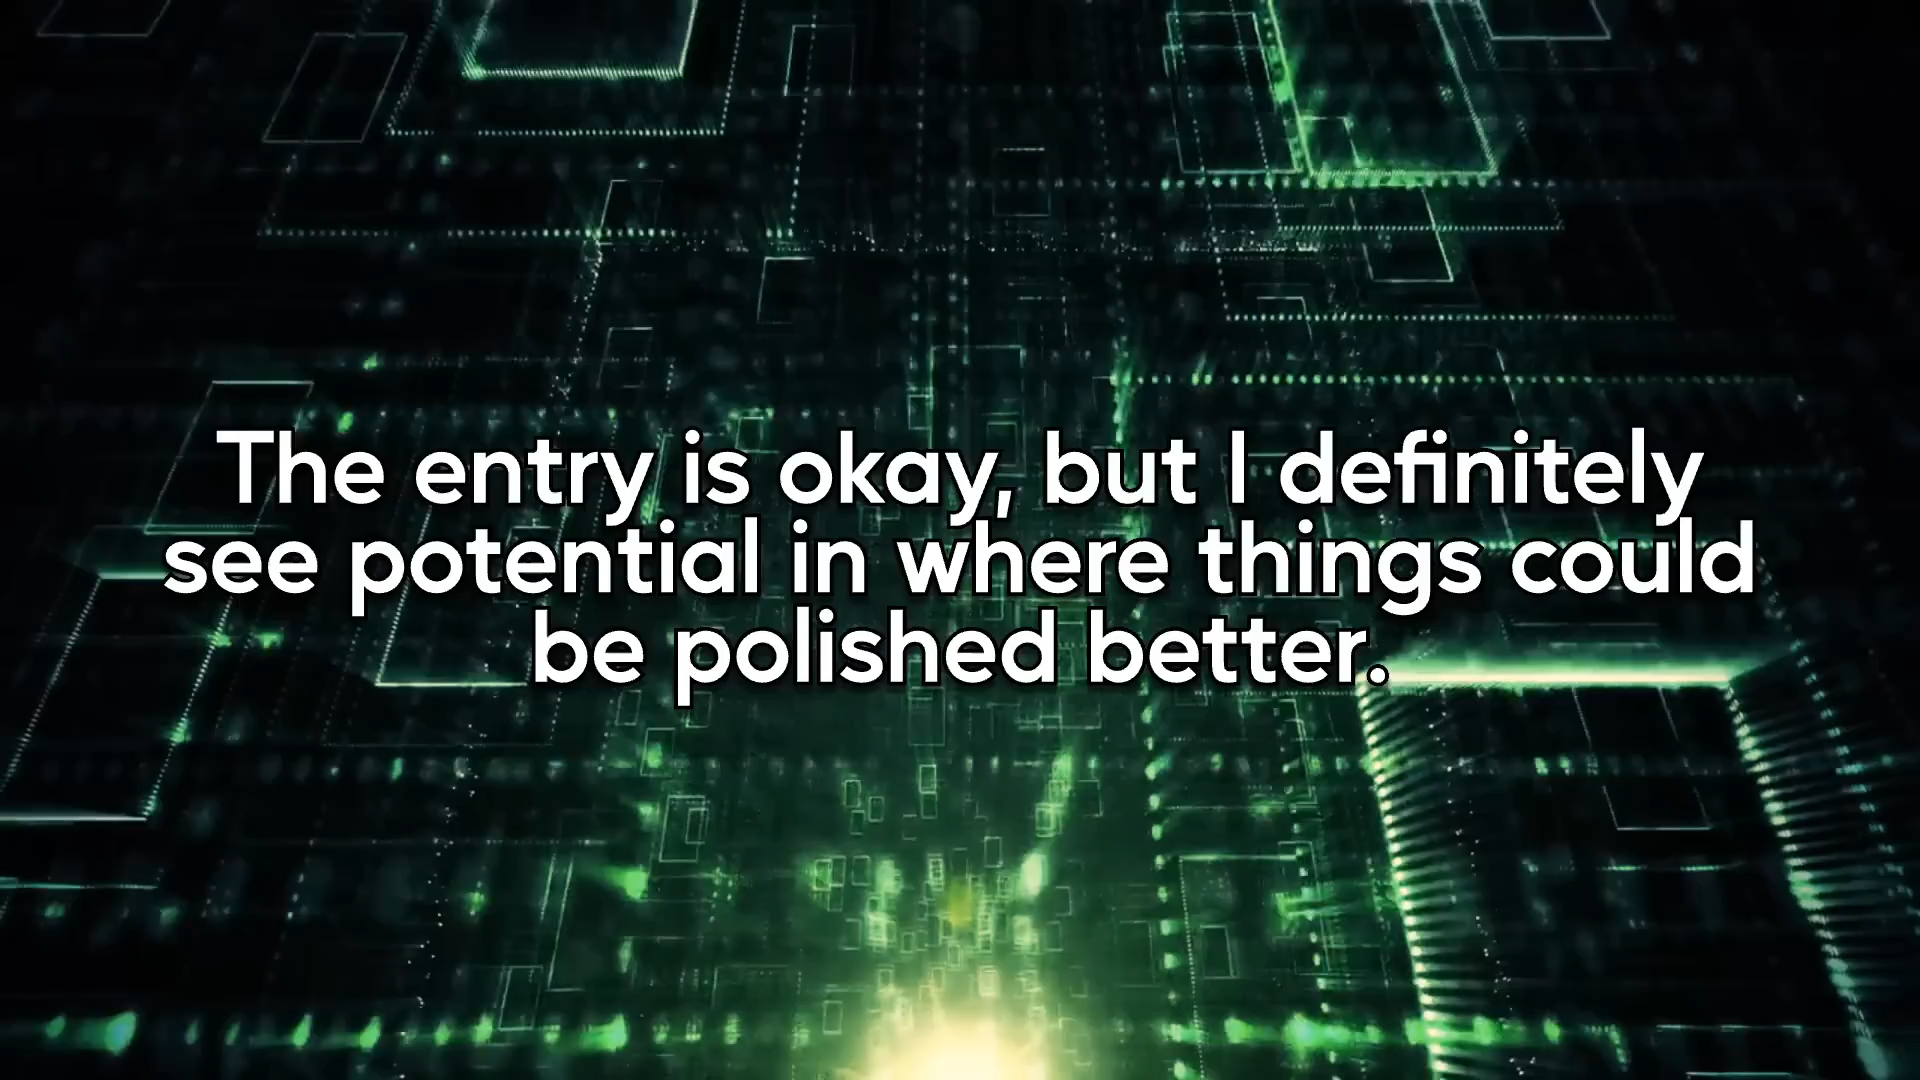 The entry is okay, but I definitely
see potential in where things could
be polished better.